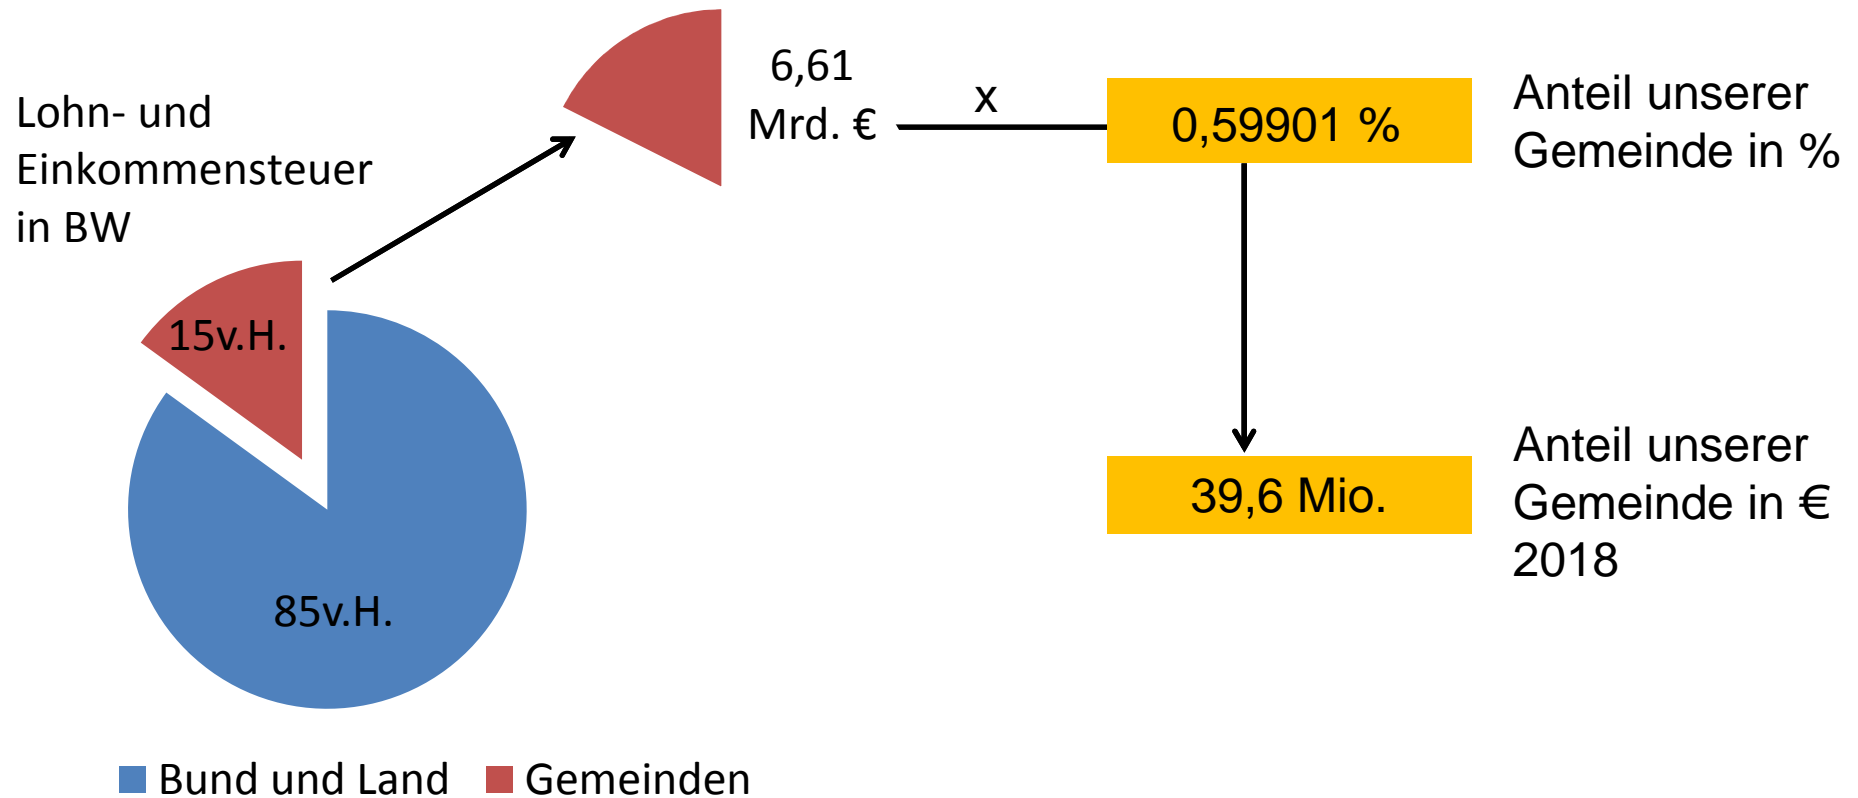 Lohn- und
Einkommensteuer
in BW
6,61
Mrd. €
x
0,59901 %
Anteil unserer
Gemeinde in %
15v.H.
85v.H.
39,6 Mio.
Anteil unserer
Gemeinde in €
2018
Bund und Land
Gemeinden